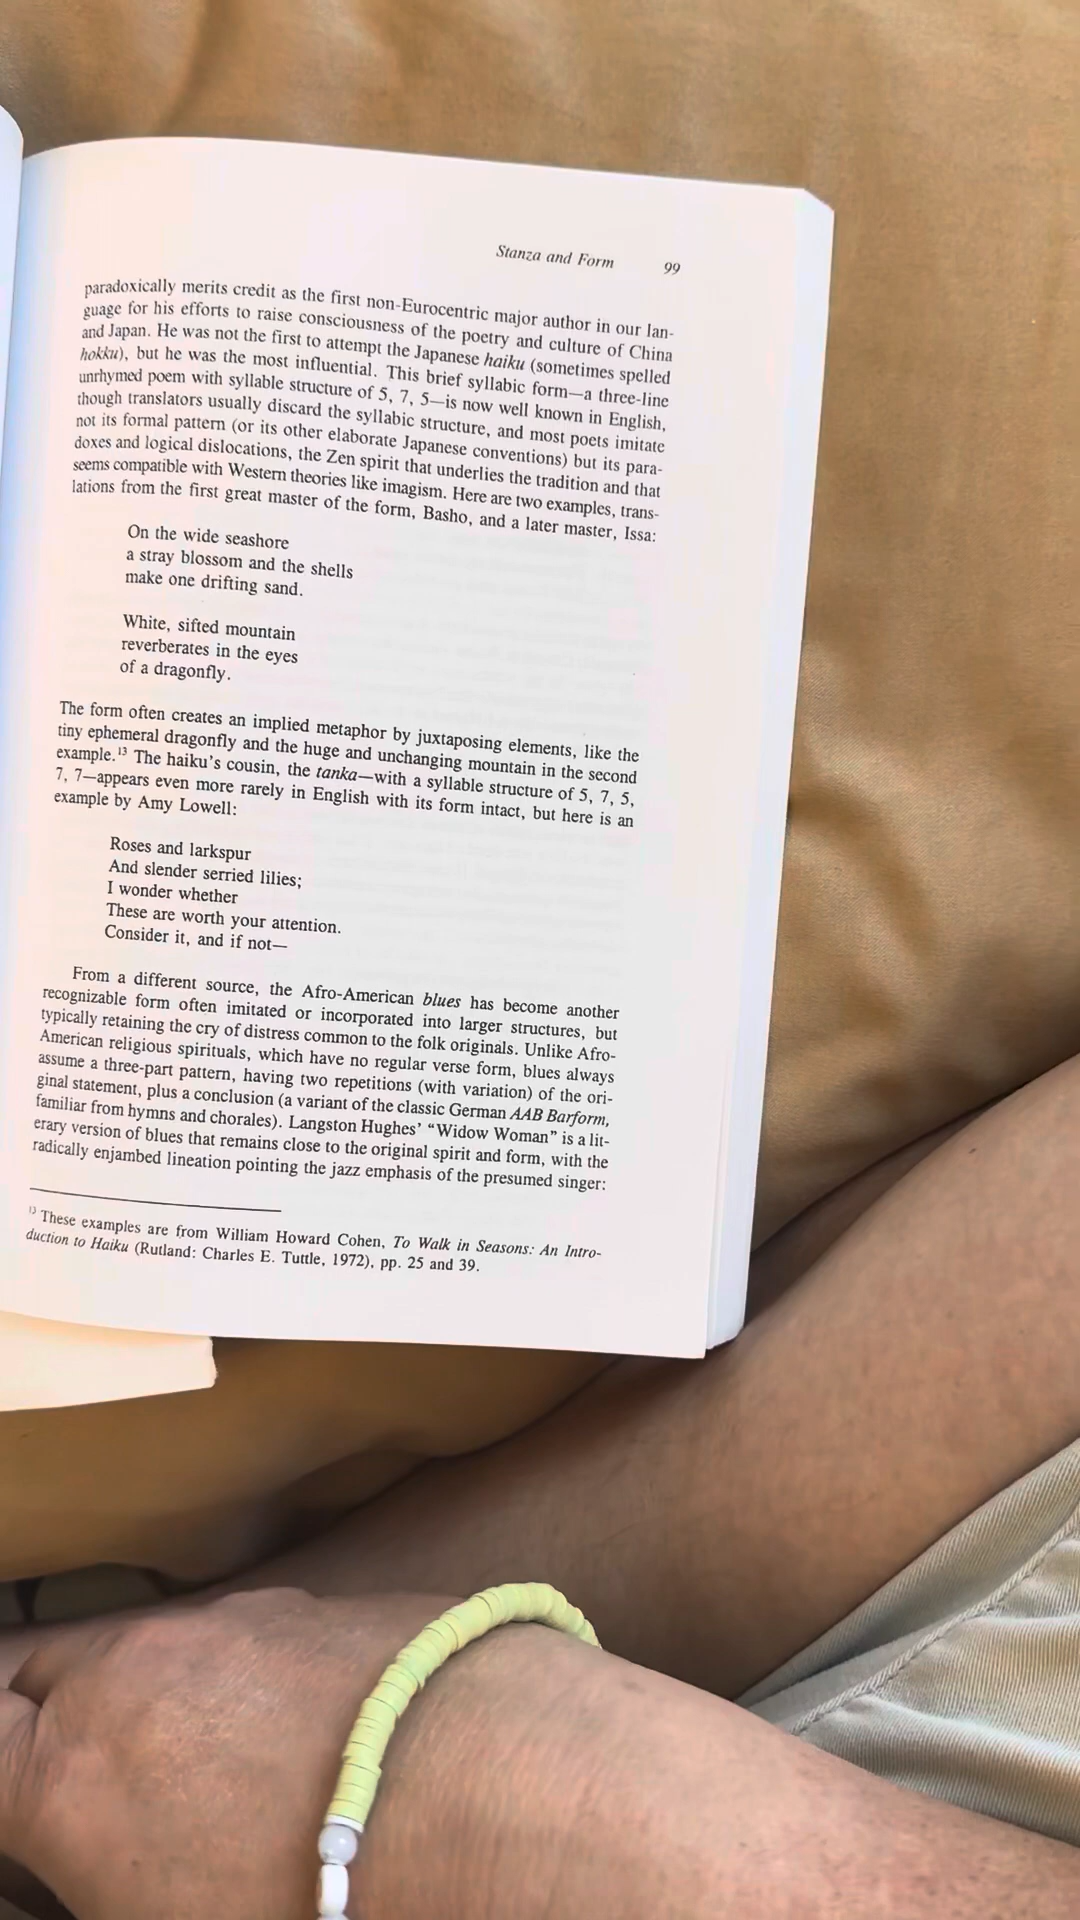 Stanza and Form 99
paradoxically merits credit as the first non-Eurocentric major author in our lan-
guage for his efforts to raise consciousness of the poetry and culture of China
and Japan. He was not the first to attempt the Japanese haiku (sometimes spelled
hokku), but he was the most influential. This brief syllabic form—a three-line
unrhymed poem with syllable structure of 5, 7, 5—is now well known in English,
though translators usually discard the syllabic structure, and most poets imitate
not its formal pattern (or its other elaborate Japanese conventions) but its para-
doxes and logical dislocations, the Zen spirit that underlies the tradition and that
seems compatible with Western theories like imagism. Here are two examples, trans-
lations from the first great master of the form, Basho, and a later master, Issa:
On the wide seashore
a stray blossom and the shells
make one drifting sand.
White, sifted mountain
reverberates in the eyes
of a dragonfly.
The form often creates an implied metaphor by juxtaposing elements, like the
tiny ephemeral dragonfly and the huge and unchanging mountain in the second
example.¹³ The haiku's cousin, the tanka—with a syllable structure of 5, 7, 5,
7, 7—appears even more rarely in English with its form intact, but here is an
example by Amy Lowell:
Roses and larkspur
And slender serried lilies;
I wonder whether
These are worth your attention.
Consider it, and if not—
From a different source, the Afro-American blues has become another
recognizable form often imitated or incorporated into larger structures, but
typically retaining the cry of distress common to the folk originals. Unlike Afro-
American religious spirituals, which have no regular verse form, blues always
assume a three-part pattern, having two repetitions (with variation) of the ori-
ginal statement, plus a conclusion (a variant of the classic German AAB Barform,
familiar from hymns and chorales). Langston Hughes' "Widow Woman" is a lit-
erary version of blues that remains close to the original spirit and form, with the
radically enjambed lineation pointing the jazz emphasis of the presumed singer:
¹³ These examples are from William Howard Cohen, To Walk in Seasons: An Intro-
duction to Haiku (Rutland: Charles E. Tuttle, 1972), pp. 25 and 39.